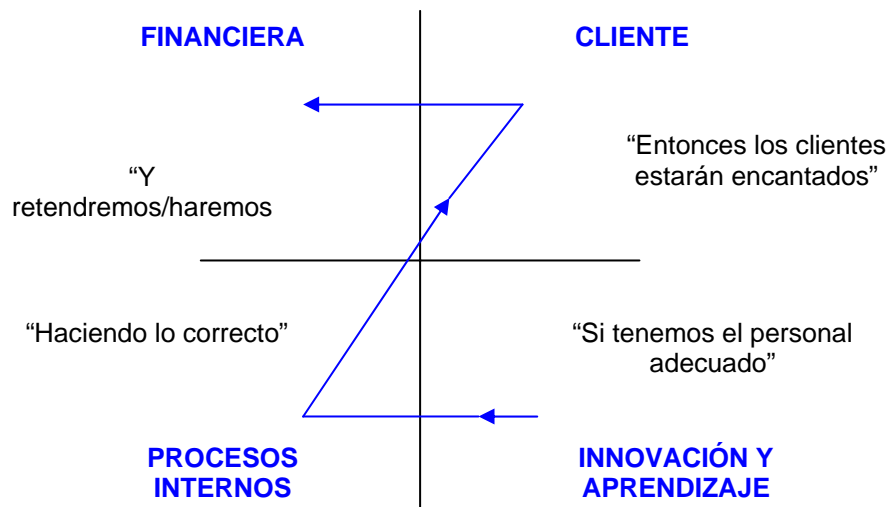 FINANCIERA
CLIENTE
“Y
retendremos/haremos
“Entonces los clientes
estarán encantados”
“Haciendo lo correcto”
“Si tenemos el personal
adecuado”
PROCESOS
INTERNOS
INNOVACIÓN Y
APRENDIZAJE